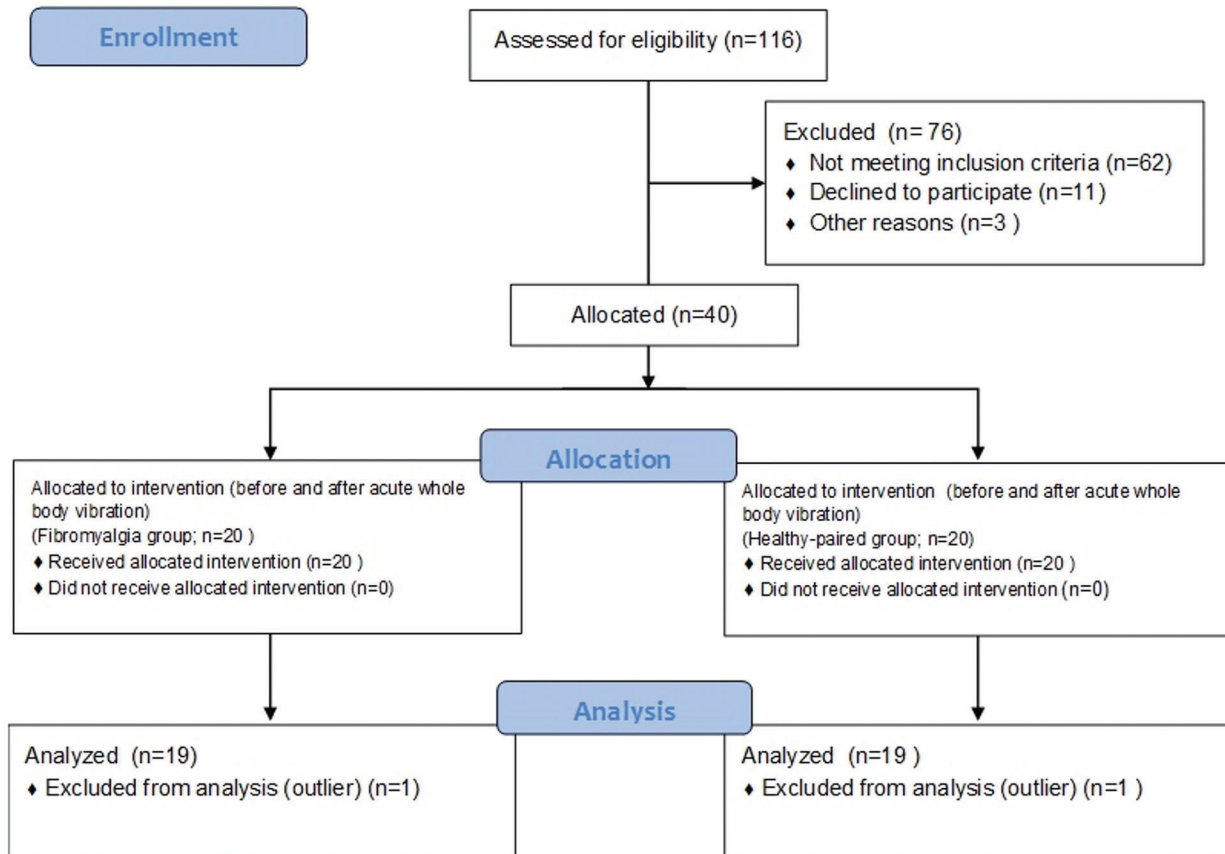 Enrollment
Assessed for eligibility (n=116)
Excluded (n= 76)
♦ Not meeting inclusion criteria (n=62)
♦ Declined to participate (n=11)
♦ Other reasons (n=3 )
Allocated (n=40)
Allocation
Allocated to intervention (before and after acute whole
body vibration)
(Fibromyalgia group; n=20 )
♦ Received allocated intervention (n=20 )
♦ Did not receive allocated intervention (n=0)
Allocated to intervention (before and after acute whole
body vibration)
(Healthy-paired group; n=20)
♦ Received allocated intervention (n=20 )
♦ Did not receive allocated intervention (n=0)
Analysis
Analyzed (n=19)
♦ Excluded from analysis (outlier) (n=1)
Analyzed (n=19 )
♦ Excluded from analysis (outlier) (n=1 )